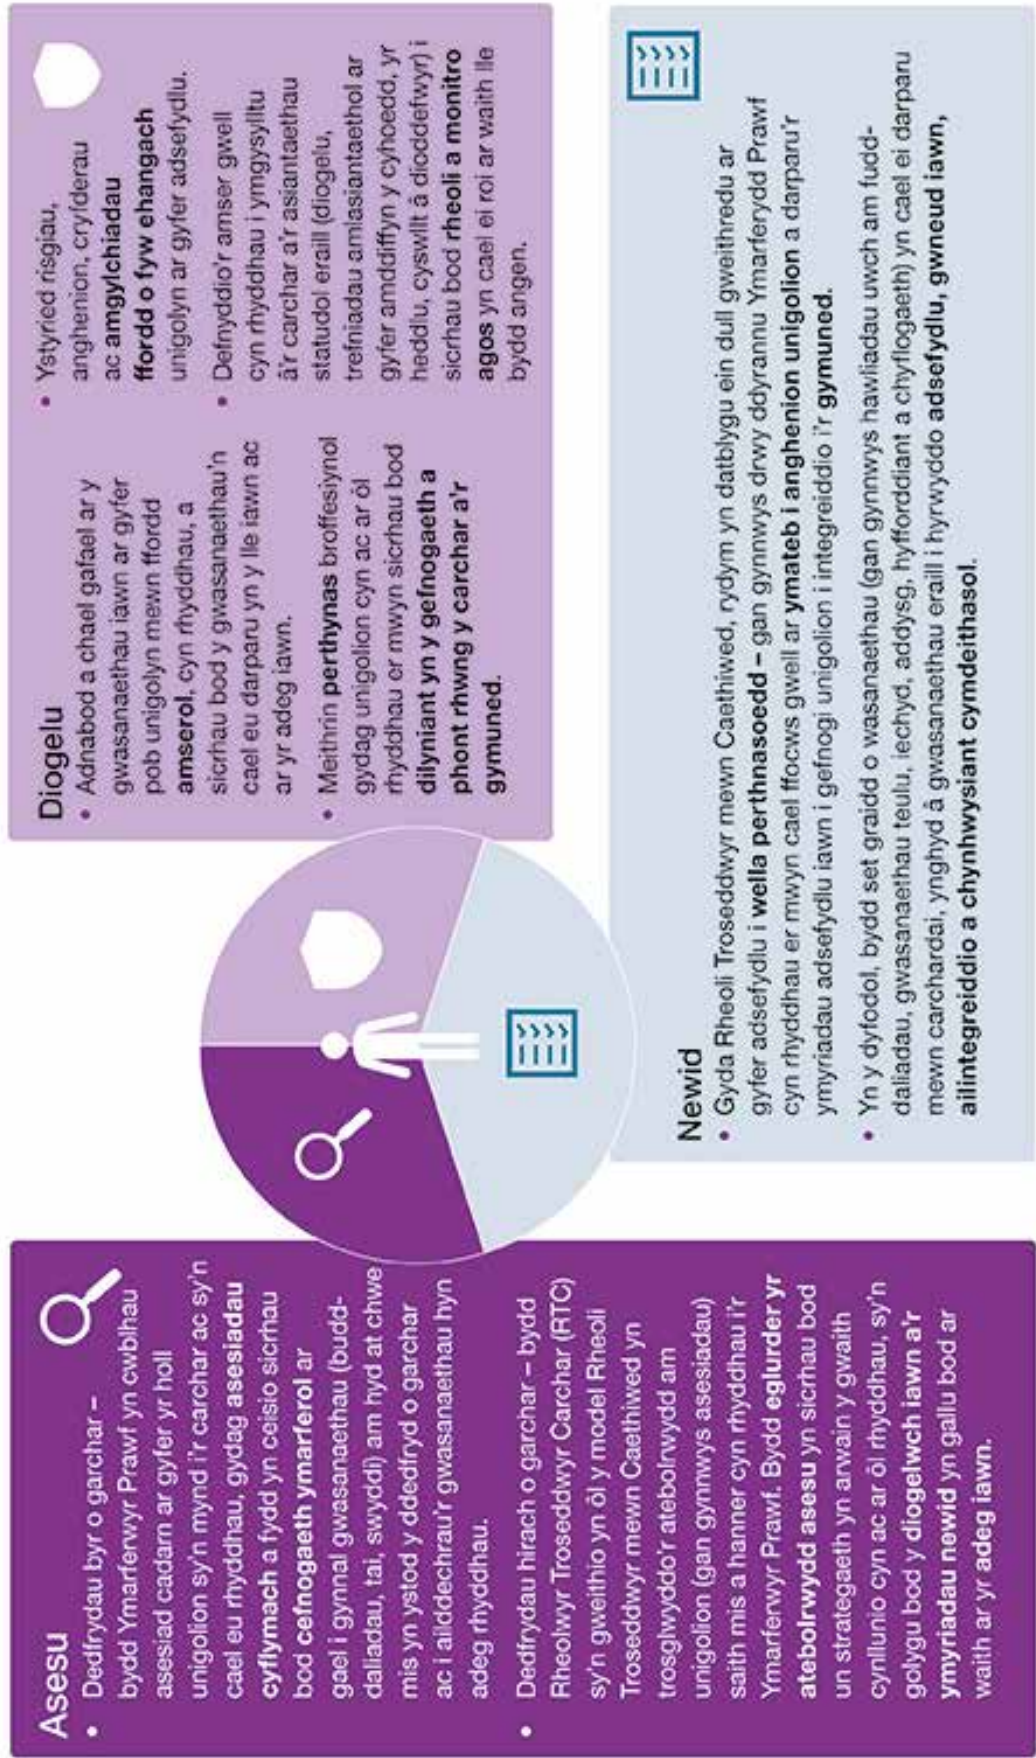 Asesu
• Dedfrydau byr o garchar –
bydd Ymarferwyr Prawf yn cwblhau
asesiad cadarn ar gyfer yr holl
unigolion sy'n mynd i'r carchar ac sy'n
cael eu rhyddhau, gydag asesiadau
cyflymach a fydd yn ceisio sicrhau
bod cefnogaeth ymarferol ar
gael i gynnal gwasanaethau (budd-
daliadau, tai, swyddi) am hyd at chwe
mis yn ystod y ddedfryd o garchar
ac i ailddechrau'r gwasanaethau hyn
adeg rhyddhau.
• Dedfrydau hirach o garchar – bydd
Rheolwyr Troseddwyr Carchar (RTC)
sy'n gweithio yn ôl y model Rheoli
Troseddwyr mewn Caethiwed yn
trosglwyddo'r atebolrwydd am
unigolion (gan gynnwys asesiadau)
saith mis a hanner cyn rhyddhau i'r
Ymarferwyr Prawf. Bydd eglurder yr
atebolrwydd asesu yn sicrhau bod
un strategaeth yn arwain y gwaith
cynllunio cyn ac ar ôl rhyddhau, sy'n
golygu bod y diogelwch iawn a'r
ymyriadau newid yn gallu bod ar
waith ar yr adeg iawn.
Diogelu
• Adnabod a chael gafael ar y
gwasanaethau iawn ar gyfer
pob unigolyn mewn ffordd
amserol, cyn rhyddhau, a
sicrhau bod y gwasanaethau'n
cael eu darparu yn y lle iawn ac
ar yr adeg iawn.
• Meithrin perthynas broffesiynol
gydag unigolion cyn ac ar ôl
rhyddhau er mwyn sicrhau bod
dilyniant yn y gefnogaeth a
phont rhwng y carchar a'r
gymuned.
• Ystyried risgiau,
anghenion, cryfderau
ac amgylchiadau
ffordd o fyw ehangach
unigolyn ar gyfer adsefydlu.
• Defnyddio'r amser gwell
cyn rhyddhau i ymgysylltu
â'r carchar a'r asiantaethau
statudol eraill (diogelu,
trefniadau amlasiantaethol ar
gyfer amddiffyn y cyhoedd, yr
heddlu, cyswllt â dioddefwyr) i
sicrhau bod rheoli a monitro
agos yn cael ei roi ar waith lle
bydd angen.
Newid
• Gyda Rheoli Troseddwyr mewn Caethiwed, rydym yn datblygu ein dull gweithredu ar
gyfer adsefydlu i wella perthnasoedd – gan gynnwys drwy ddyrannu Ymarferydd Prawf
cyn rhyddhau er mwyn cael ffocws gwell ar ymateb i anghenion unigolion a darparu'r
ymyriadau adsefydlu iawn i gefnogi unigolion i integreiddio i'r gymuned.
• Yn y dyfodol, bydd set graidd o wasanaethau (gan gynnwys hawliadau uwch am fudd-
daliadau, gwasanaethau teulu, iechyd, addysg, hyfforddiant a chyflogaeth) yn cael ei darparu
mewn carchardai, ynghyd â gwasanaethau eraill i hyrwyddo adsefydlu, gwneud iawn,
ailintegreiddio a chynhwysiant cymdeithasol.